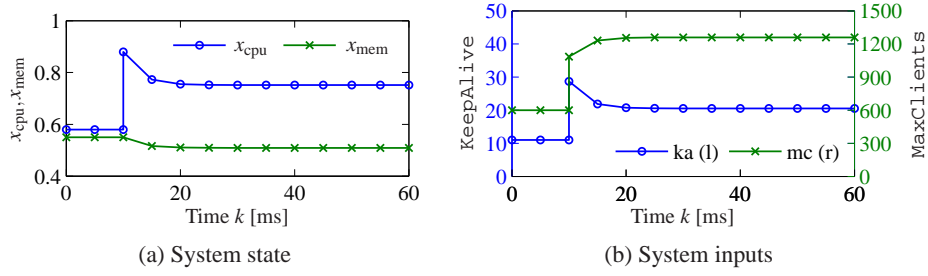 1
0.8
0.6
0.4
x_cpu, x_mem
x_cpu
x_mem
0
20
40
60
Time k [ms]
(a) System state
50
40
30
20
10
0
KeepAlive
1500
1200
900
600
300
0
MaxClients
ka (l)
mc (r)
0
20
40
60
Time k [ms]
(b) System inputs